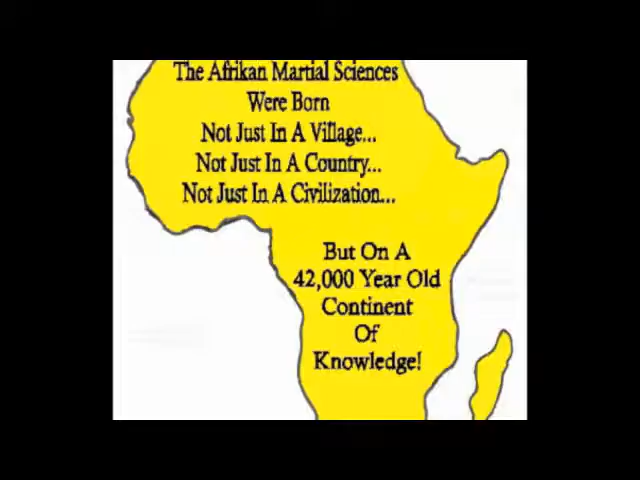 The Afrikan Martial Sciences
Were Born
Not Just In A Village...
Not Just In A Country...
Not Just In A Civilization...
But On A
42,000 Year Old
Continent
Of
Knowledge!